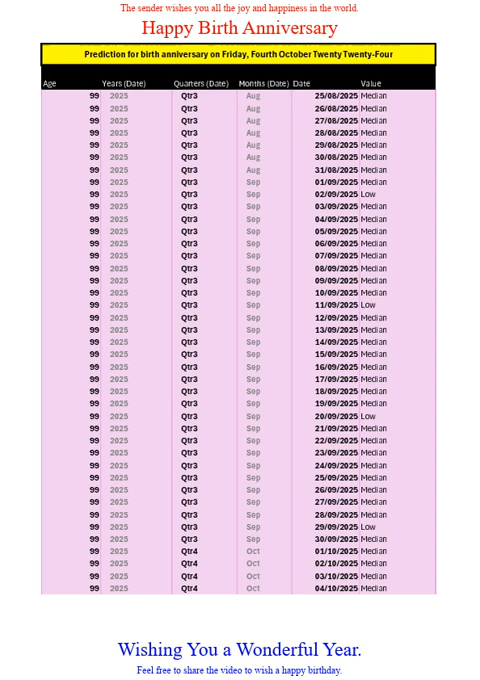 The sender wishes you all the joy and happiness in the world.
Happy Birth Anniversary
Prediction for birth anniversary on Friday, Fourth October Twenty Twenty-Four
Age Years (Date) Quarters (Date) Months (Date) Date Value
99 2025 Qtr3 Aug 25/08/2025 Median
99 2025 Qtr3 Aug 26/08/2025 Median
99 2025 Qtr3 Aug 27/08/2025 Median
99 2025 Qtr3 Aug 28/08/2025 Median
99 2025 Qtr3 Aug 29/08/2025 Median
99 2025 Qtr3 Aug 30/08/2025 Median
99 2025 Qtr3 Aug 31/08/2025 Median
99 2025 Qtr3 Sep 01/09/2025 Median
99 2025 Qtr3 Sep 02/09/2025 Low
99 2025 Qtr3 Sep 03/09/2025 Median
99 2025 Qtr3 Sep 04/09/2025 Median
99 2025 Qtr3 Sep 05/09/2025 Median
99 2025 Qtr3 Sep 06/09/2025 Median
99 2025 Qtr3 Sep 07/09/2025 Median
99 2025 Qtr3 Sep 08/09/2025 Median
99 2025 Qtr3 Sep 09/09/2025 Median
99 2025 Qtr3 Sep 10/09/2025 Median
99 2025 Qtr3 Sep 11/09/2025 Low
99 2025 Qtr3 Sep 12/09/2025 Median
99 2025 Qtr3 Sep 13/09/2025 Median
99 2025 Qtr3 Sep 14/09/2025 Median
99 2025 Qtr3 Sep 15/09/2025 Median
99 2025 Qtr3 Sep 16/09/2025 Median
99 2025 Qtr3 Sep 17/09/2025 Median
99 2025 Qtr3 Sep 18/09/2025 Median
99 2025 Qtr3 Sep 19/09/2025 Median
99 2025 Qtr3 Sep 20/09/2025 Low
99 2025 Qtr3 Sep 21/09/2025 Median
99 2025 Qtr3 Sep 22/09/2025 Median
99 2025 Qtr3 Sep 23/09/2025 Median
99 2025 Qtr3 Sep 24/09/2025 Median
99 2025 Qtr3 Sep 25/09/2025 Median
99 2025 Qtr3 Sep 26/09/2025 Median
99 2025 Qtr3 Sep 27/09/2025 Median
99 2025 Qtr3 Sep 28/09/2025 Median
99 2025 Qtr3 Sep 29/09/2025 Low
99 2025 Qtr3 Sep 30/09/2025 Median
99 2025 Qtr4 Oct 01/10/2025 Median
99 2025 Qtr4 Oct 02/10/2025 Median
99 2025 Qtr4 Oct 03/10/2025 Median
99 2025 Qtr4 Oct 04/10/2025 Median
Wishing You a Wonderful Year.
Feel free to share the video to wish a happy birthday.